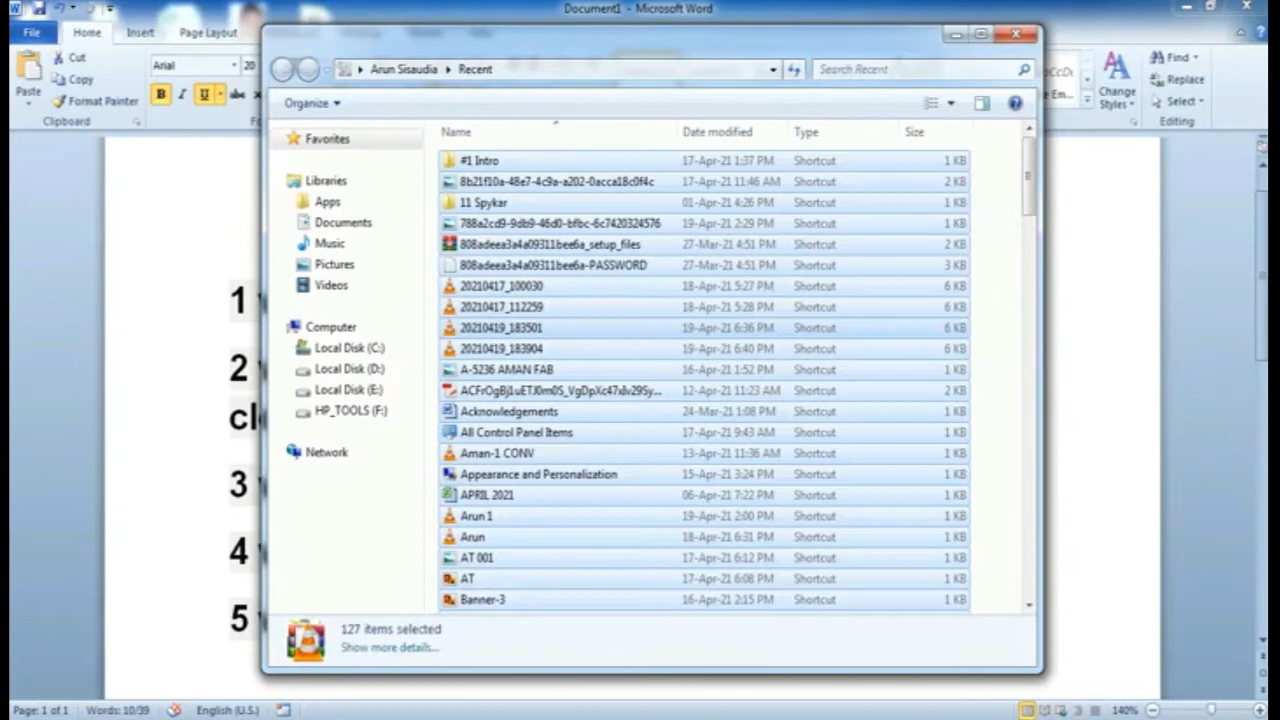 Document1 - Microsoft Word
File Home Insert Page Layout
Cut
Copy
Format Painter
Paste
Clipboard
Arial 20
B I U abc
Change
Styles
Find
Replace
Select
Editing
Arun Sisaudia Recent
Search Recent
Organize
Favorites
Libraries
Apps
Documents
Music
Pictures
Videos
Computer
Local Disk (C:)
Local Disk (D:)
Local Disk (E:)
HP_TOOLS (F:)
Network
Name Date modified Type Size
#1 Intro 17-Apr-21 1:37 PM Shortcut 1 KB
8b21f10a-48e7-4c9a-a202-0acca18c0f4c 17-Apr-21 11:46 AM Shortcut 2 KB
11 Spykar 01-Apr-21 4:26 PM Shortcut 1 KB
788a2cd9-9db9-46d0-bfbc-6c7420324576 19-Apr-21 2:29 PM Shortcut 1 KB
808adeea3a4a09311bee6a_setup_files 27-Mar-21 4:51 PM Shortcut 2 KB
808adeea3a4a09311bee6a-PASSWORD 27-Mar-21 4:51 PM Shortcut 3 KB
20210417_100030 18-Apr-21 5:27 PM Shortcut 6 KB
20210417_112259 18-Apr-21 5:28 PM Shortcut 6 KB
20210419_183501 19-Apr-21 6:36 PM Shortcut 6 KB
20210419_183904 19-Apr-21 6:40 PM Shortcut 6 KB
A-5236 AMAN FAB 16-Apr-21 1:52 PM Shortcut 1 KB
12-Apr-21 11:23 AM Shortcut 2 KB
Acknowledgements 24-Mar-21 1:08 PM Shortcut 1 KB
All Control Panel Items 17-Apr-21 9:43 AM Shortcut 1 KB
Aman-1 CONV 13-Apr-21 11:36 AM Shortcut 1 KB
Appearance and Personalization 15-Apr-21 3:24 PM Shortcut 1 KB
APRIL 2021 06-Apr-21 7:22 PM Shortcut 1 KB
Arun 1 19-Apr-21 2:00 PM Shortcut 1 KB
Arun 18-Apr-21 6:31 PM Shortcut 1 KB
AT 001 17-Apr-21 6:12 PM Shortcut 1 KB
AT 17-Apr-21 6:08 PM Shortcut 1 KB
Banner-3 16-Apr-21 2:15 PM Shortcut 1 KB
127 items selected
Show more details...
1
2
cl
3
4
5
Page: 1 of 1 Words: 10/39 English (U.S.) 140%